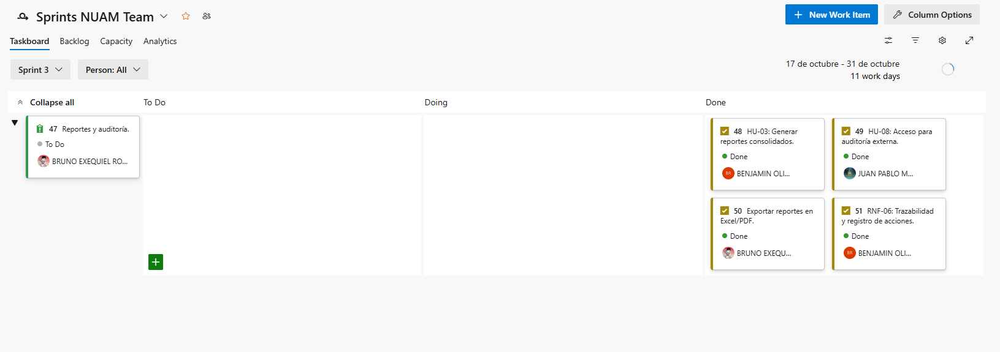 Sprints NUAM Team
New Work Item
Column Options
Taskboard
Backlog
Capacity
Analytics
Sprint 3
Person: All
17 de octubre - 31 de octubre
11 work days
Collapse all
To Do
Doing
Done
47 Reportes y auditoría.
To Do
BRUNO EXEQUIEL RO...
48 HU-03: Generar
reportes consolidados.
Done
BR
BENJAMIN OLI...
49 HU-08: Acceso para
auditoría externa.
Done
JUAN PABLO M...
50 Exportar reportes en
Excel/PDF.
Done
BRUNO EXEQU...
51 RNF-06: Trazabilidad
y registro de acciones.
Done
BR
BENJAMIN OLI...